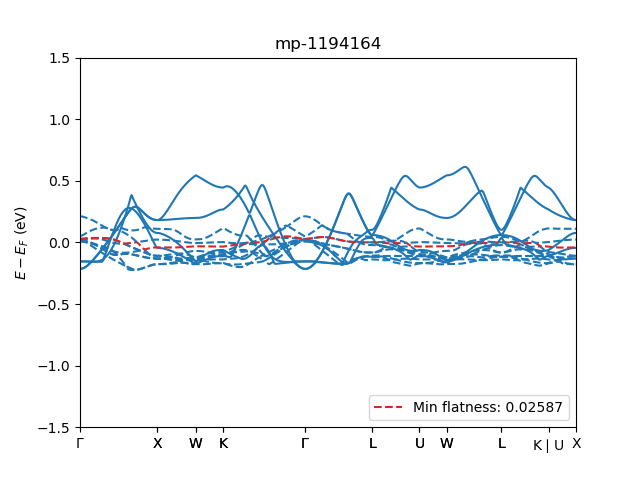 mp-1194164
E − E_F (eV)
1.5
1.0
0.5
0.0
−0.5
−1.0
−1.5
Min flatness: 0.02587
Γ X W K Γ L U W L K | U X